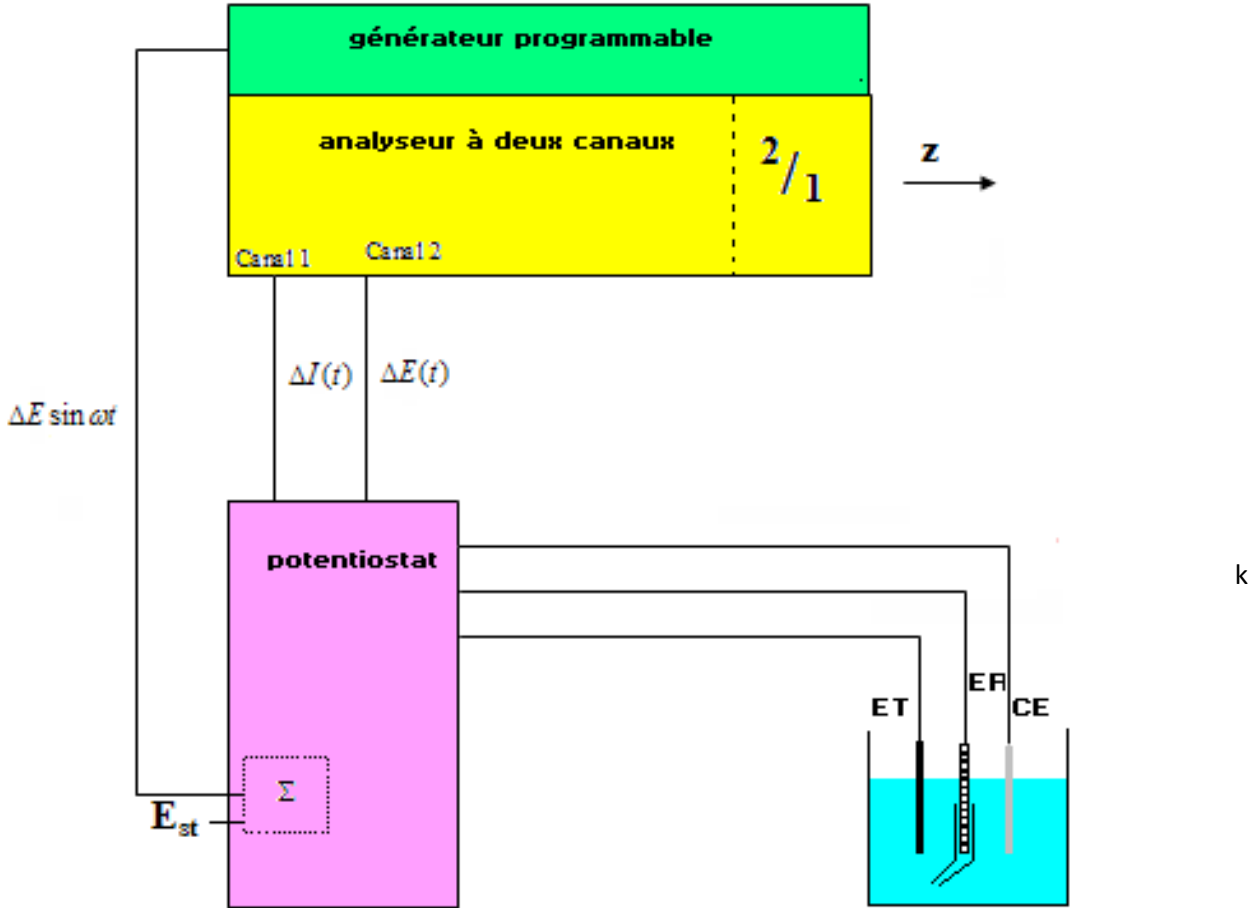 générateur programmable
analyseur à deux canaux
2/1
z
Canal 1
Canal 2
ΔI(t)
ΔE(t)
ΔE sin ωt
potentiostat
k
ER
ET
CE
Σ
Est